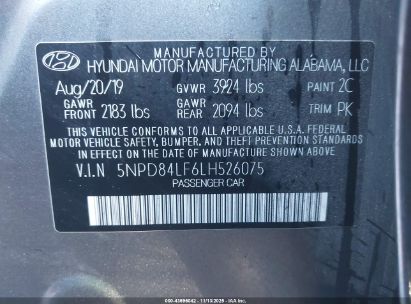 MANUFACTURED BY
HYUNDAI MOTOR MANUFACTURING ALABAMA, LLC
Aug/20/19 GVWR 3924 lbs PAINT 2C
GAWR FRONT 2183 lbs GAWR REAR 2094 lbs TRIM PK
THIS VEHICLE CONFORMS TO ALL APPLICABLE U.S.A. FEDERAL
MOTOR VEHICLE SAFETY, BUMPER, AND THEFT PREVENTION
STANDARDS IN EFFECT ON THE DATE OF MANUFACTURE SHOWN ABOVE.
V.I.N 5NPD84LF6LH526075
PASSENGER CAR